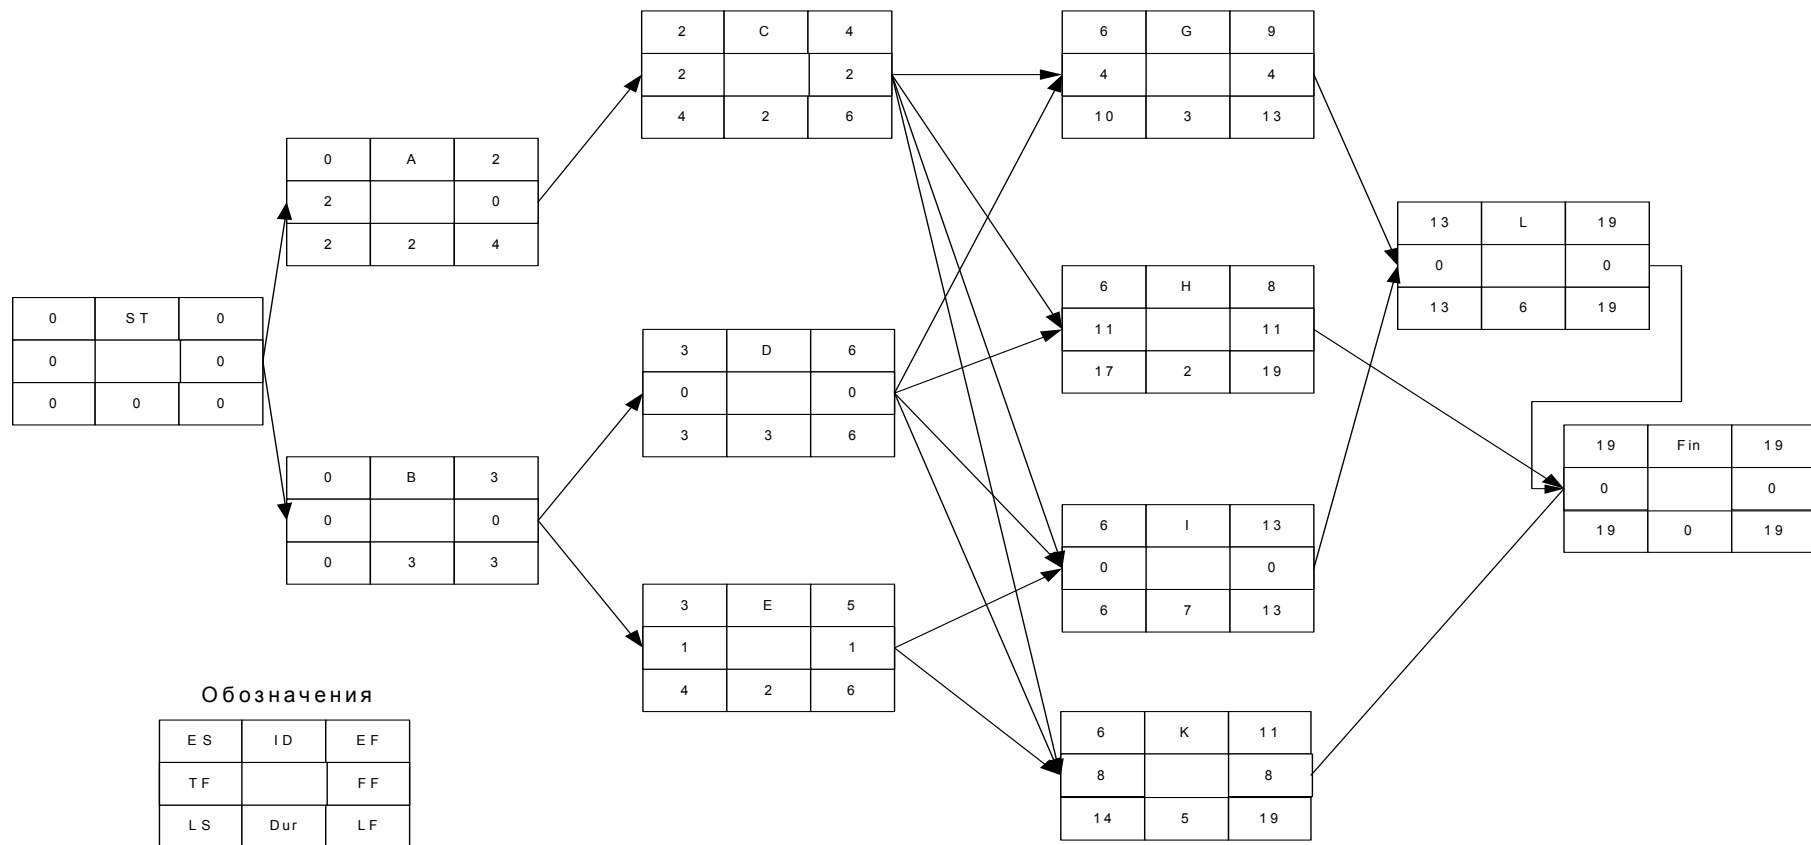 2 C 4
2 2
4 2 6
6 G 9
4 4
10 3 13
0 A 2
2 0
2 2 4
13 L 19
0 0
13 6 19
6 H 8
11 11
17 2 19
0 ST 0
0 0
0 0 0
3 D 6
0 0
3 3 6
19 Fin 19
0 0
19 0 19
0 B 3
0 0
0 3 3
6 I 13
0 0
6 7 13
3 E 5
1 1
4 2 6
Обозначения
ES ID EF
TF FF
LS Dur LF
6 K 11
8 8
14 5 19